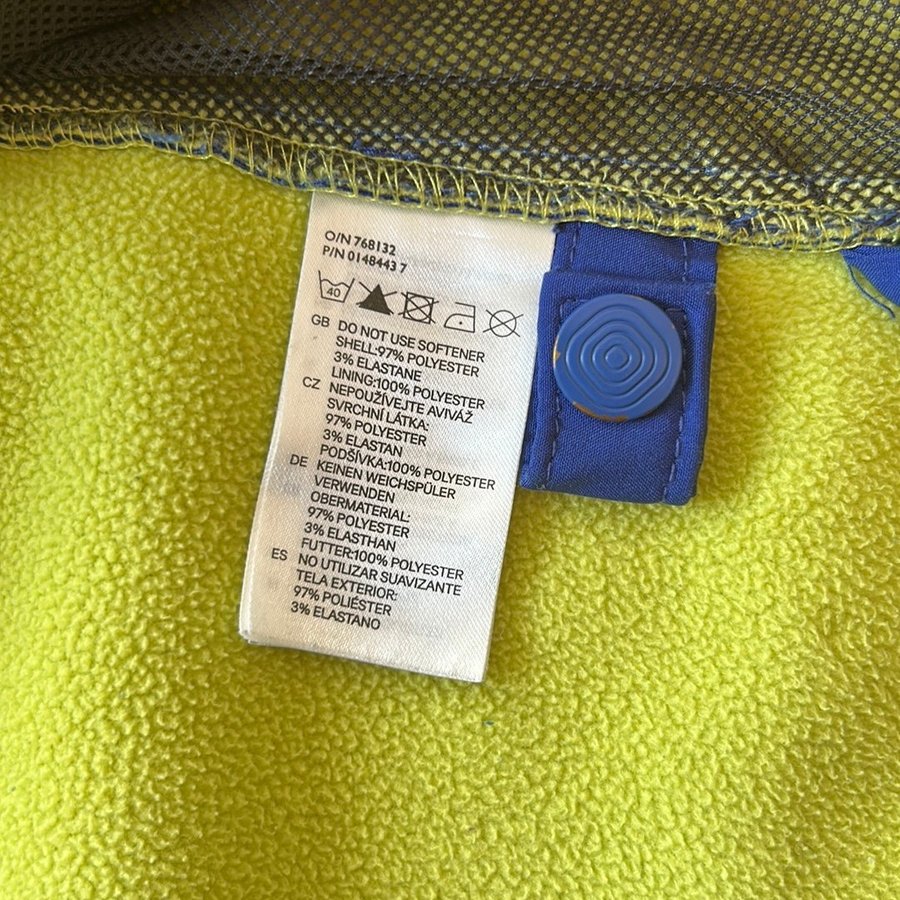 O/N 768132
P/N 0148443 7
40
GB DO NOT USE SOFTENER
SHELL:97% POLYESTER
3% ELASTANE
LINING:100% POLYESTER
CZ NEPOUŽÍVEJTE AVIVÁŽ
SVRCHNÍ LÁTKA:
97% POLYESTER
3% ELASTAN
PODŠÍVKA:100% POLYESTER
DE KEINEN WEICHSPÜLER
VERWENDEN
OBERMATERIAL:
97% POLYESTER
3% ELASTHAN
FUTTER:100% POLYESTER
ES NO UTILIZAR SUAVIZANTE
TELA EXTERIOR:
97% POLIÉSTER
3% ELASTANO